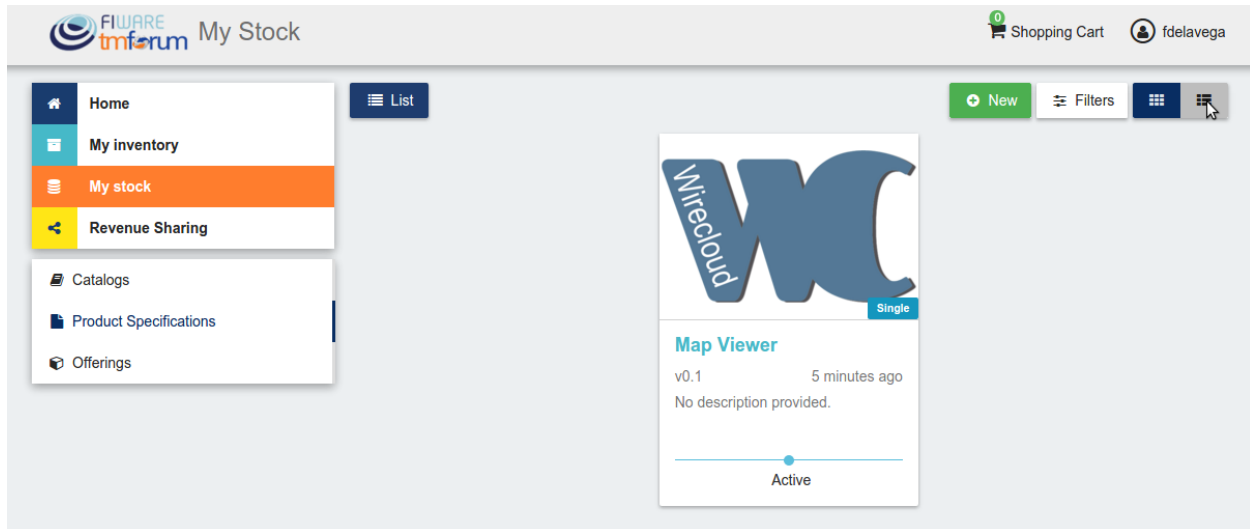 FIWARE
tmforum
My Stock
0
Shopping Cart
fdelavega
Home
My inventory
My stock
Revenue Sharing
Catalogs
Product Specifications
Offerings
List
New
Filters
Wirecloud
WC
Single
Map Viewer
v0.1 5 minutes ago
No description provided.
Active